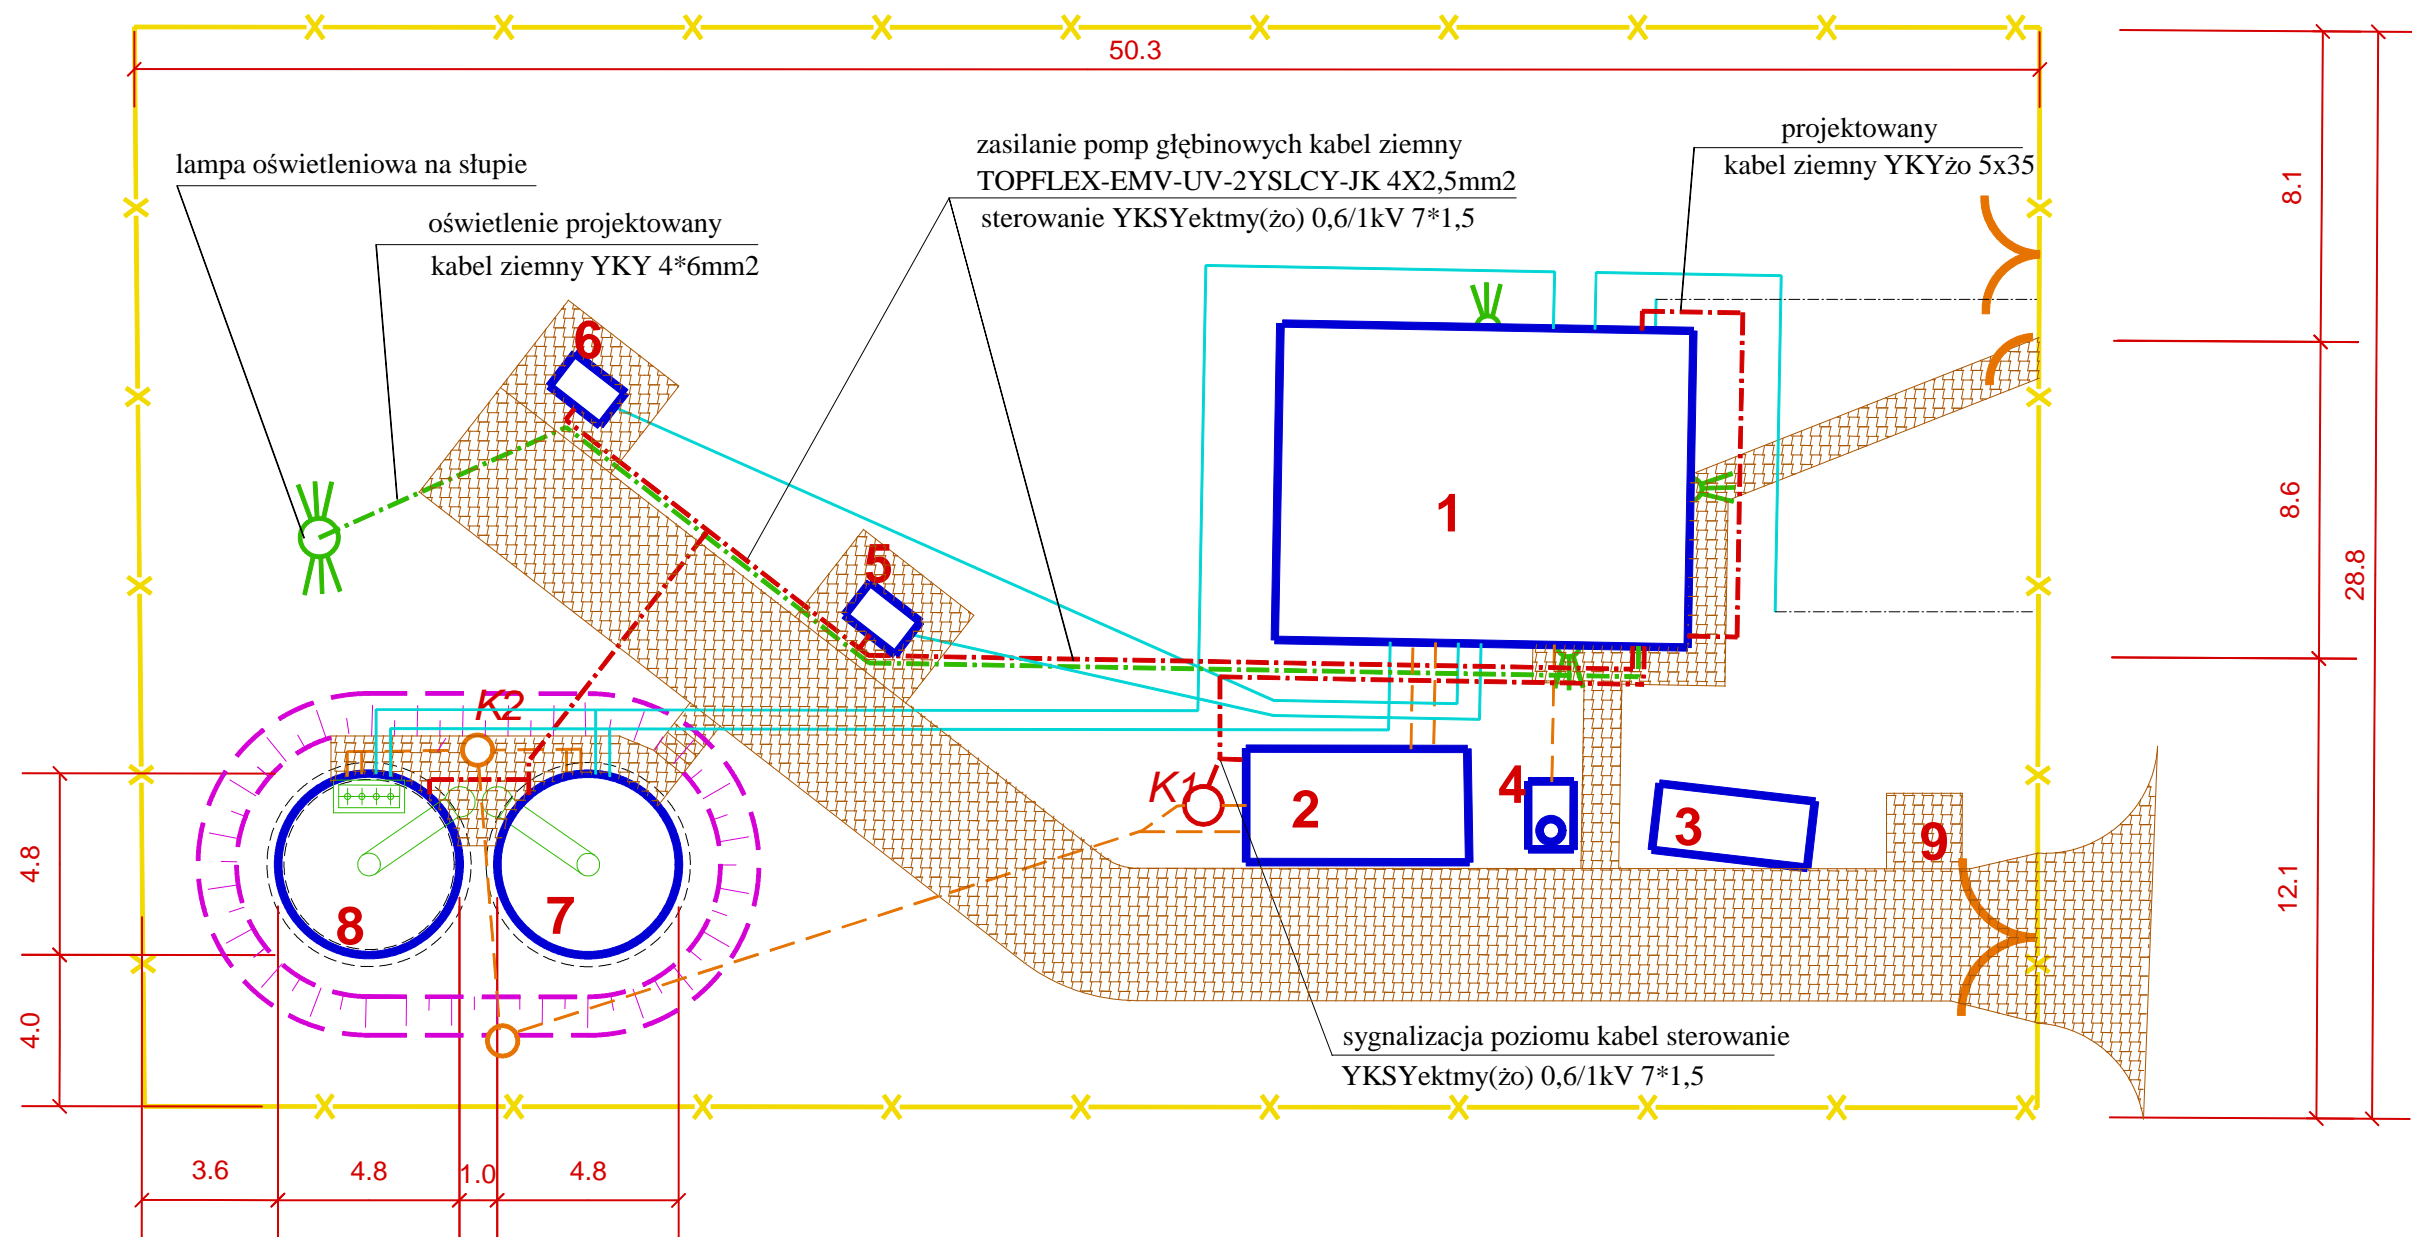 50.3
zasilanie pomp głębinowych kabel ziemny
TOPFLEX-EMV-UV-2YSLCY-JK 4X2,5mm2
sterowanie YKSYektmy(żo) 0,6/1kV 7*1,5
projektowany
kabel ziemny YKYżo 5x35
lampa oświetleniowa na słupie
oświetlenie projektowany
kabel ziemny YKY 4*6mm2
8.1
8.6
28.8
12.1
6
5
1
K2
K1
2
4
3
9
8
7
4.8
4.0
sygnalizacja poziomu kabel sterowanie
YKSYektmy(żo) 0,6/1kV 7*1,5
3.6
4.8
1.0
4.8